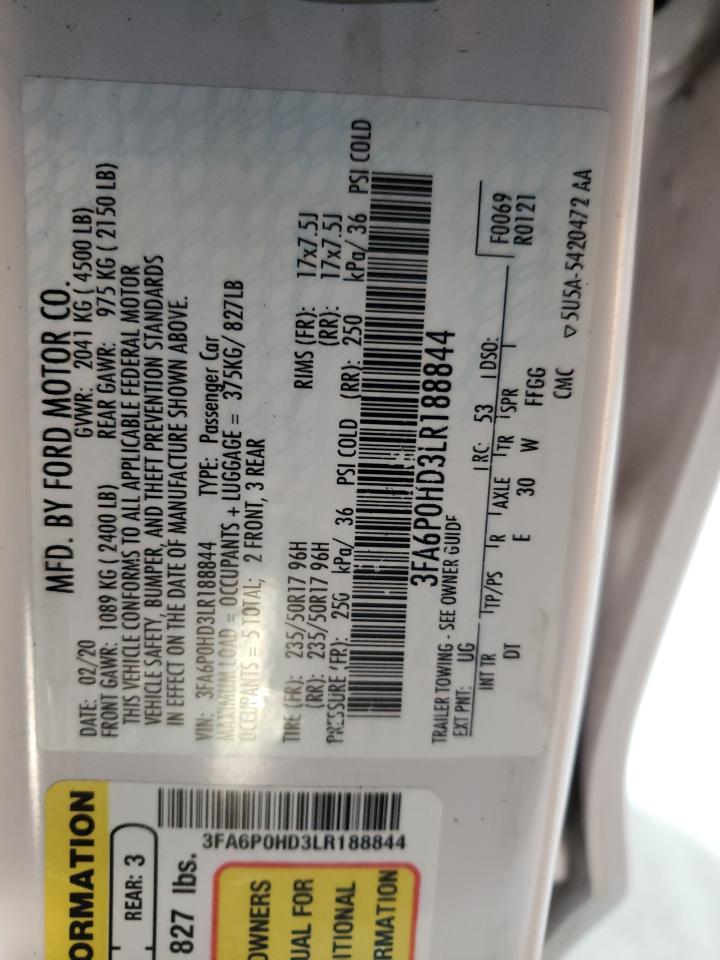 MFD. BY FORD MOTOR CO.
DATE: 02/20 GVWR: 2041 KG ( 4500 LB)
FRONT GAWR: 1089 KG ( 2400 LB) REAR GAWR: 975 KG ( 2150 LB)
THIS VEHICLE CONFORMS TO ALL APPLICABLE FEDERAL MOTOR
VEHICLE SAFETY, BUMPER, AND THEFT PREVENTION STANDARDS
IN EFFECT ON THE DATE OF MANUFACTURE SHOWN ABOVE.
VIN: 3FA6P0HD3LR188844 TYPE: Passenger Car
MAXIMUM LOAD = OCCUPANTS + LUGGAGE = 375KG/ 827LB
OCCUPANTS = 5 TOTAL; 2 FRONT, 3 REAR
TIRE (FR): 235/50R17 96H RIMS (FR): 17x7.5J
(RR): 235/50R17 96H (RR): 17x7.5J
PRESSURE (FR): 250 kPa/ 36 PSI COLD (RR): 250 kPa/ 36 PSI COLD
3FA6P0HD3LR188844
TRAILER TOWING - SEE OWNER GUIDE
EXT PNT: UG RC: 53 DSO:
INT TR TP/PS R AXLE TR SPR
DT E 30 W FFGG
F0069
R0121
CMC
▽5U5A-5420472 AA
ORMATION
REAR: 3
827 lbs.
3FA6P0HD3LR188844
OWNERS
UAL FOR
ITIONAL
RMATION